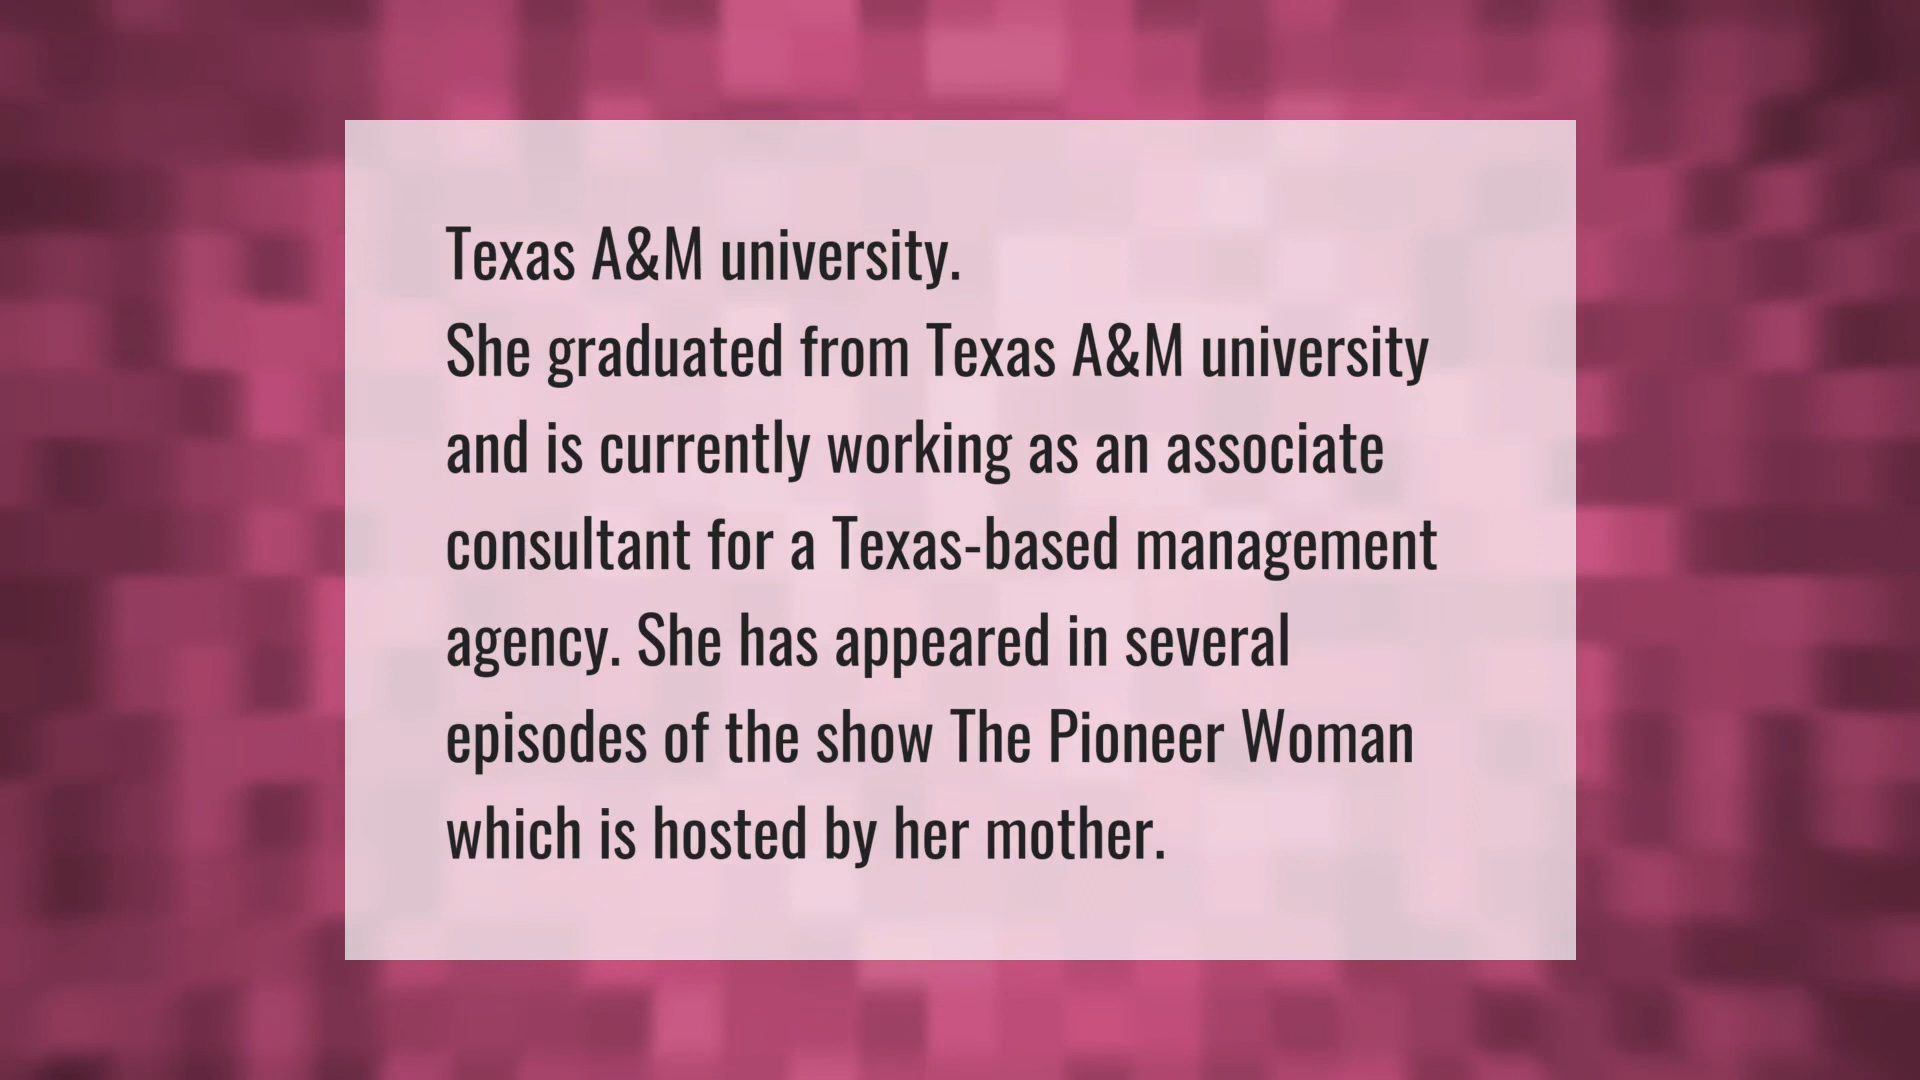 Texas A&M university.
She graduated from Texas A&M university
and is currently working as an associate
consultant for a Texas-based management
agency. She has appeared in several
episodes of the show The Pioneer Woman
which is hosted by her mother.